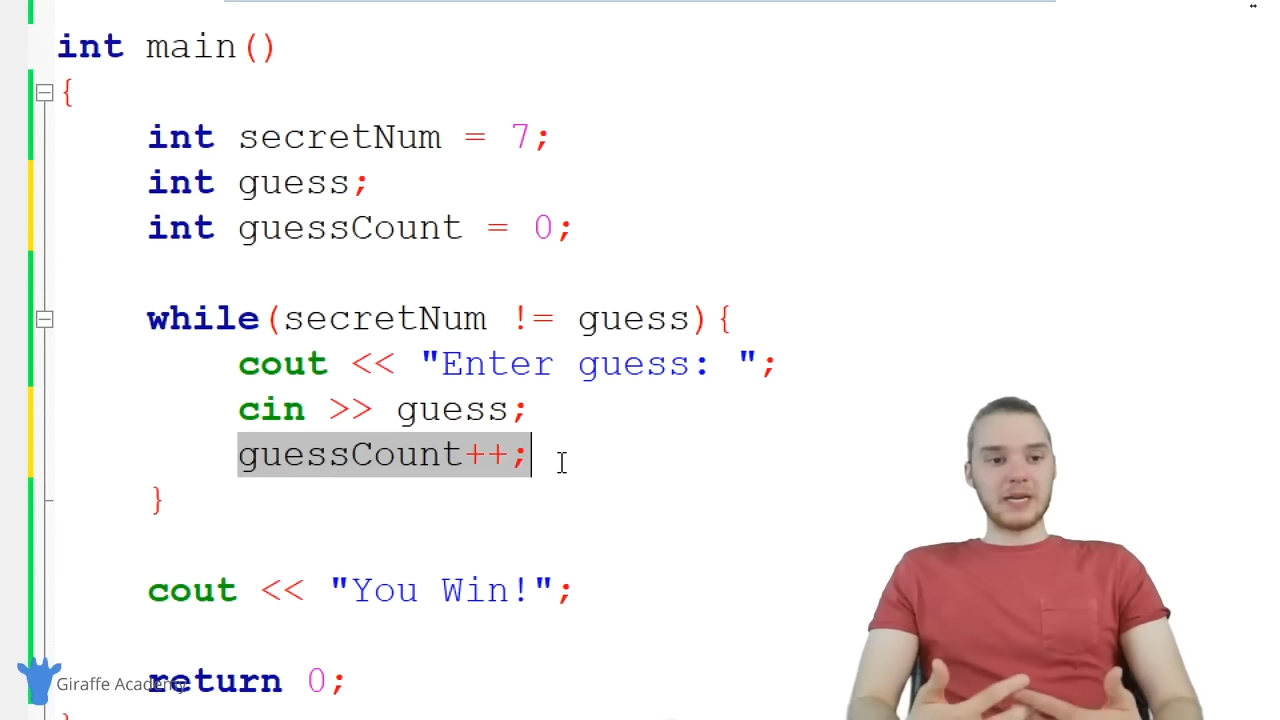 int main()
{
int secretNum = 7;
int guess;
int guessCount = 0;
while(secretNum != guess){
cout << "Enter guess: ";
cin >> guess;
guessCount++;
}
cout << "You Win!";
return 0;
}
Giraffe Academy